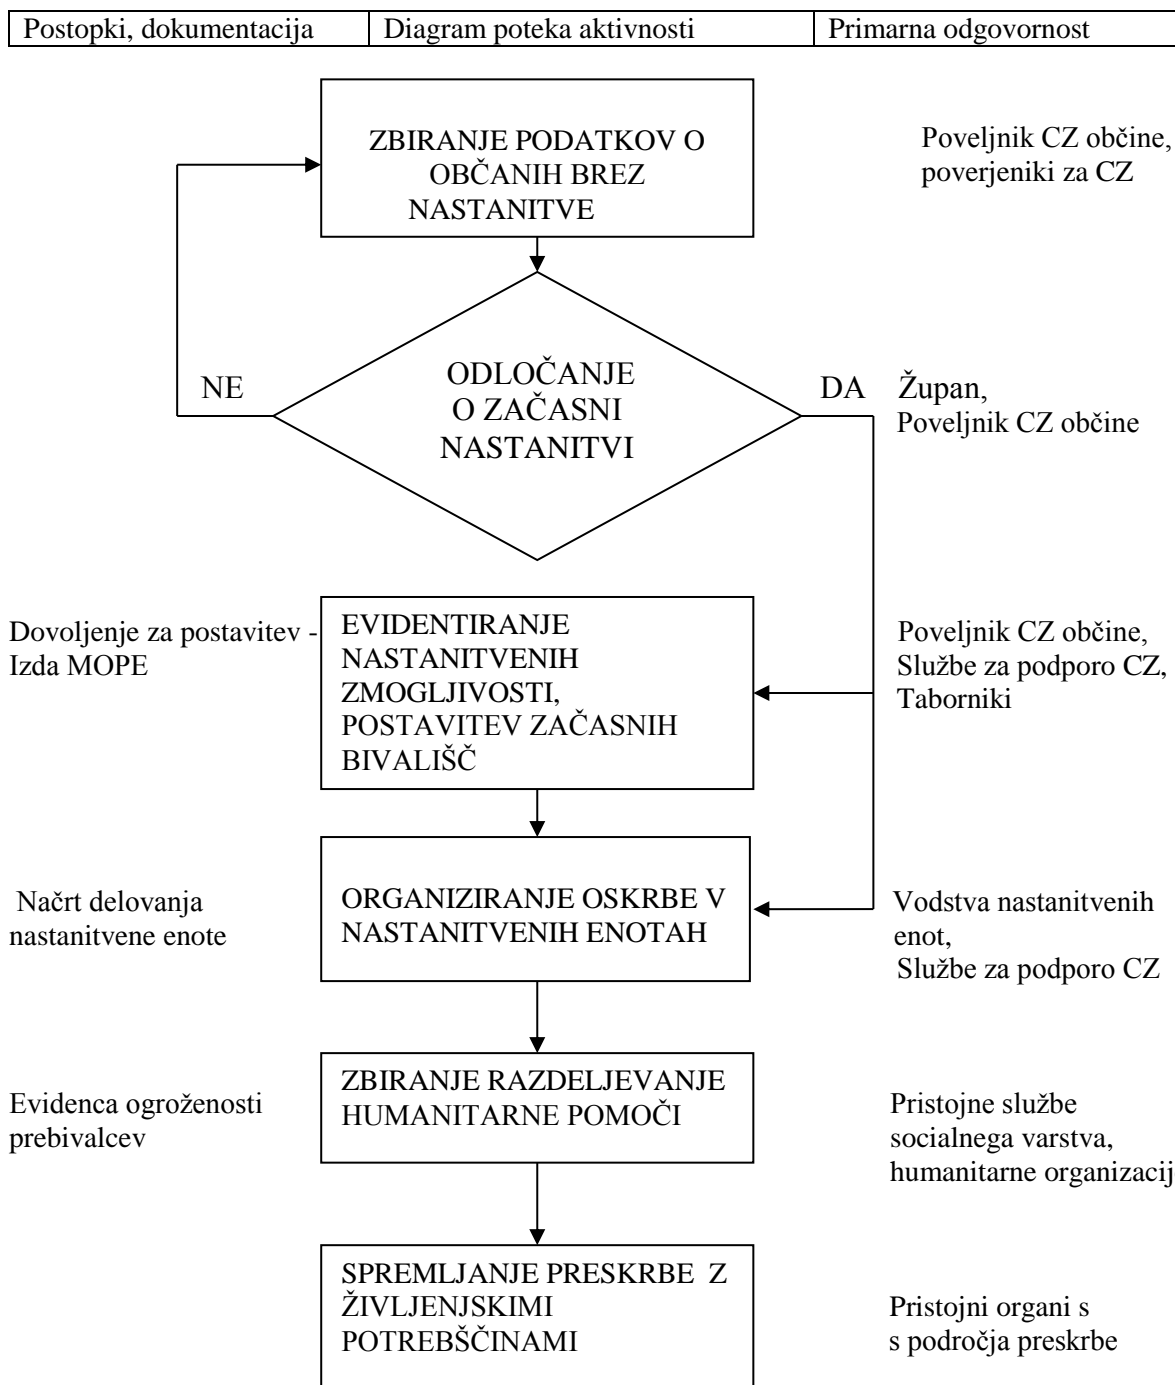 Postopki, dokumentacija
Diagram poteka aktivnosti
Primarna odgovornost
ZBIRANJE PODATKOV O
OBČANIH BREZ
NASTANITVE
Poveljnik CZ občine,
poverjeniki za CZ
NE
ODLOČANJE
O ZAČASNI
NASTANITVI
DA
Župan,
Poveljnik CZ občine
Dovoljenje za postavitev -
Izda MOPE
EVIDENTIRANJE
NASTANITVENIH
ZMOGLJIVOSTI,
POSTAVITEV ZAČASNIH
BIVALIŠČ
Poveljnik CZ občine,
Službe za podporo CZ,
Taborniki
Načrt delovanja
nastanitvene enote
ORGANIZIRANJE OSKRBE V
NASTANITVENIH ENOTAH
Vodstva nastanitvenih
enot,
Službe za podporo CZ
Evidenca ogroženosti
prebivalcev
ZBIRANJE RAZDELJEVANJE
HUMANITARNE POMOČI
Pristojne službe
socialnega varstva,
humanitarne organizacij
SPREMLJANJE PRESKRBE Z
ŽIVLJENJSKIMI
POTREBŠČINAMI
Pristojni organi s
s področja preskrbe